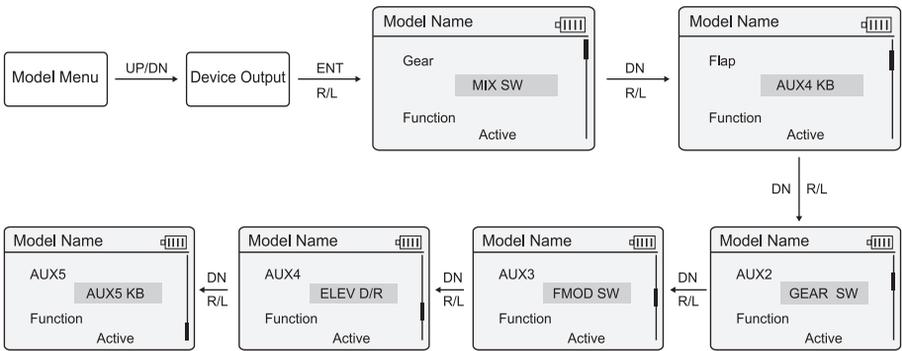 Model Menu
UP/DN
Device Output
ENT
R/L
Model Name
Gear
MIX SW
Function
Active
DN
R/L
Model Name
Flap
AUX4 KB
Function
Active
DN R/L
Model Name
AUX2
GEAR SW
Function
Active
DN
R/L
Model Name
AUX3
FMOD SW
Function
Active
DN
R/L
Model Name
AUX4
ELEV D/R
Function
Active
DN
R/L
Model Name
AUX5
AUX5 KB
Function
Active